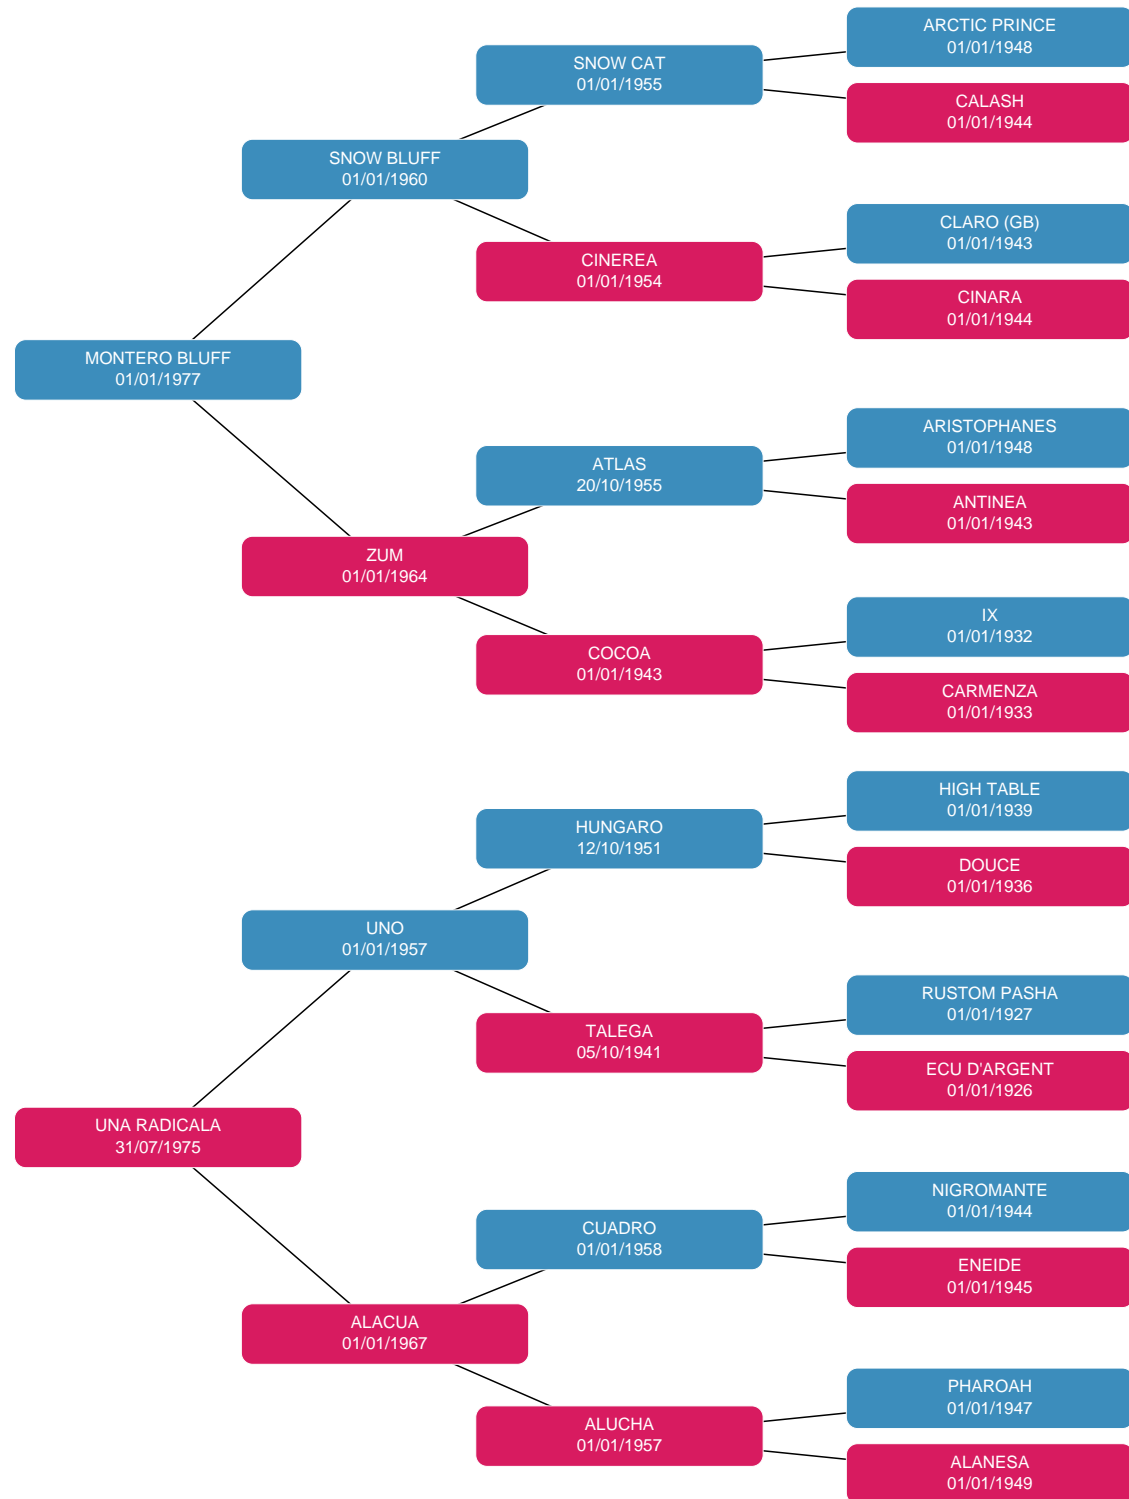 ARCTIC PRINCE
01/01/1948
SNOW CAT
01/01/1955
CALASH
01/01/1944
SNOW BLUFF
01/01/1960
CLARO (GB)
01/01/1943
CINEREA
01/01/1954
CINARA
01/01/1944
MONTERO BLUFF
01/01/1977
ARISTOPHANES
01/01/1948
ATLAS
20/10/1955
ANTINEA
01/01/1943
ZUM
01/01/1964
IX
01/01/1932
COCOA
01/01/1943
CARMENZA
01/01/1933
HIGH TABLE
01/01/1939
HUNGARO
12/10/1951
DOUCE
01/01/1936
UNO
01/01/1957
RUSTOM PASHA
01/01/1927
TALEGA
05/10/1941
ECU D'ARGENT
01/01/1926
UNA RADICALA
31/07/1975
NIGROMANTE
01/01/1944
CUADRO
01/01/1958
ENEIDE
01/01/1945
ALACUA
01/01/1967
PHAROAH
01/01/1947
ALUCHA
01/01/1957
ALANESA
01/01/1949